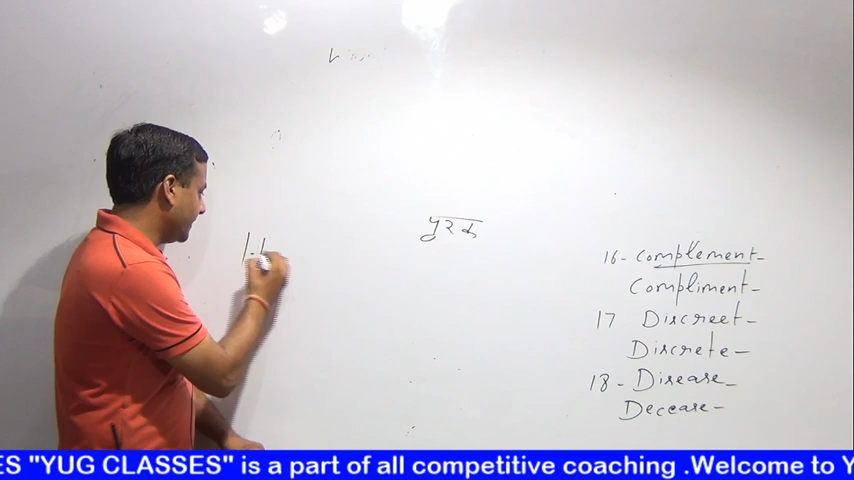 पुरक
16- Complement-
Compliment-
17 Discreet-
Discrete-
18- Disease-
Decease-
ES "YUG CLASSES" is a part of all competitive coaching .Welcome to Y